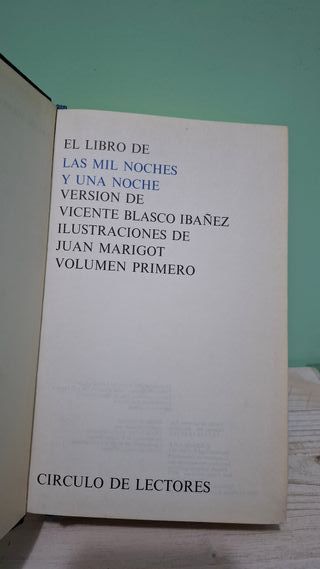 EL LIBRO DE
LAS MIL NOCHES
Y UNA NOCHE
VERSION DE
VICENTE BLASCO IBAÑEZ
ILUSTRACIONES DE
JUAN MARIGOT
VOLUMEN PRIMERO
CIRCULO DE LECTORES